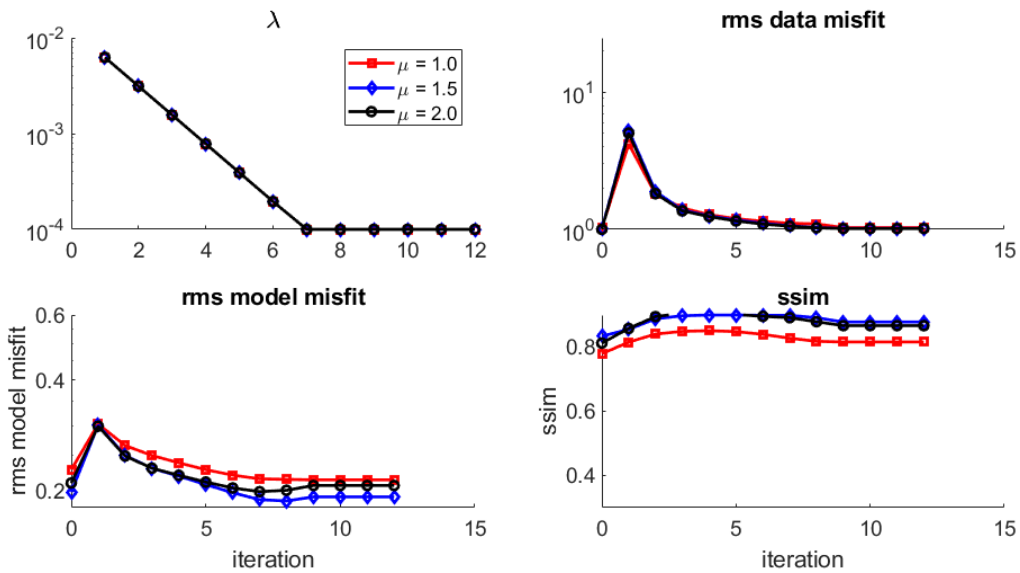 λ
10^-2
10^-3
10^-4
0 2 4 6 8 10 12
μ = 1.0
μ = 1.5
μ = 2.0
rms data misfit
10^1
10^0
0 5 10 15
rms model misfit
rms model misfit
0.6
0.4
0.2
0 5 10 15
iteration
ssim
ssim
0.8
0.6
0.4
0 5 10 15
iteration